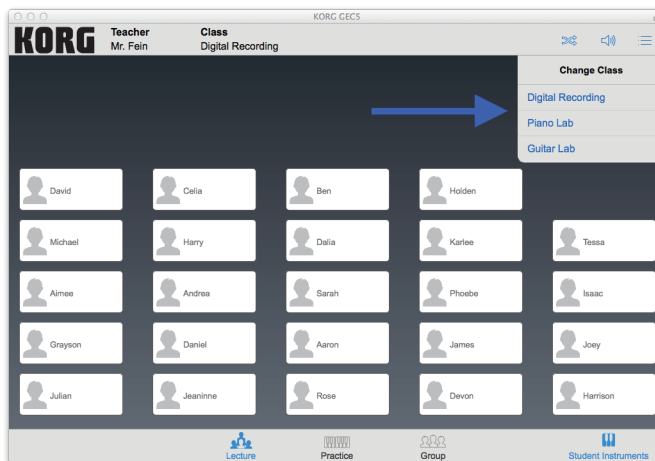 KORG GEC5
KORG
Teacher
Mr. Fein
Class
Digital Recording
Change Class
Digital Recording
Piano Lab
Guitar Lab
David
Celia
Ben
Holden
Michael
Harry
Dalia
Karlee
Tessa
Aimee
Andrea
Sarah
Phoebe
Isaac
Grayson
Daniel
Aaron
James
Joey
Julian
Jeaninne
Rose
Devon
Harrison
Lecture
Practice
Group
Student Instruments